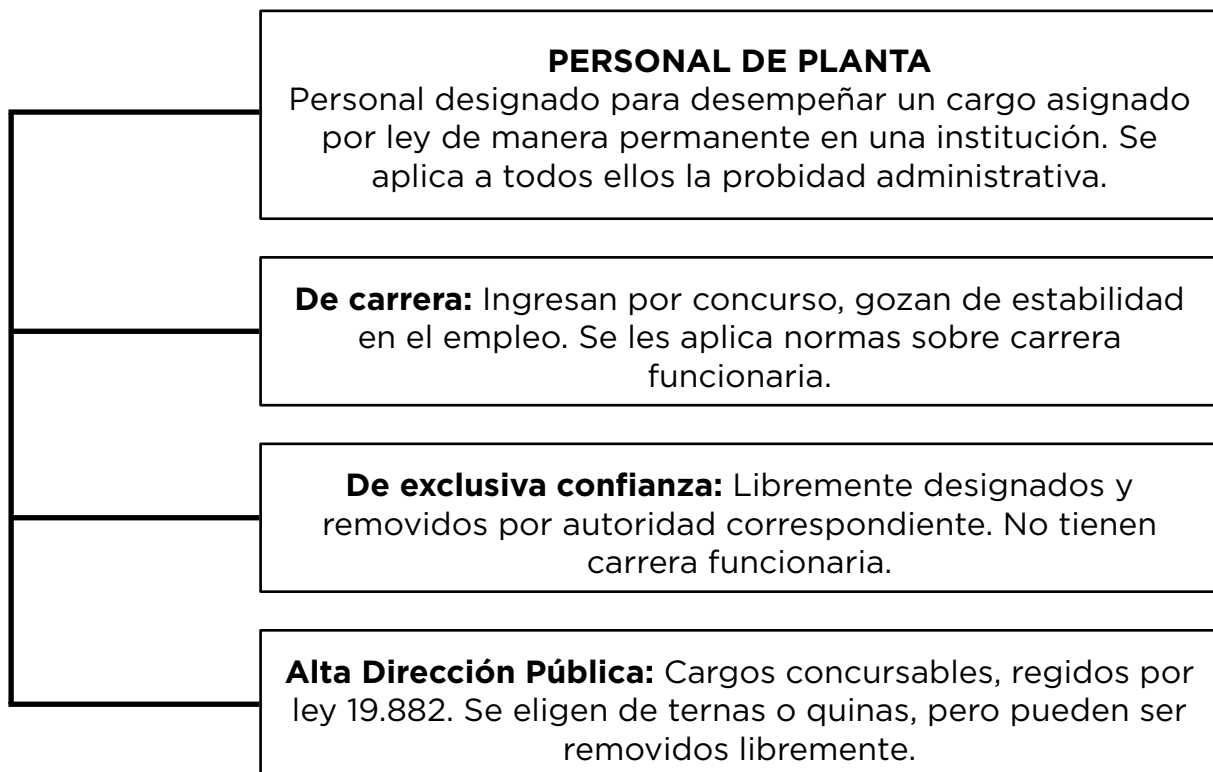 PERSONAL DE PLANTA
Personal designado para desempeñar un cargo asignado
por ley de manera permanente en una institución. Se
aplica a todos ellos la probidad administrativa.
De carrera: Ingresan por concurso, gozan de estabilidad
en el empleo. Se les aplica normas sobre carrera
funcionaria.
De exclusiva confianza: Libremente designados y
removidos por autoridad correspondiente. No tienen
carrera funcionaria.
Alta Dirección Pública: Cargos concursables, regidos por
ley 19.882. Se eligen de ternas o quinas, pero pueden ser
removidos libremente.